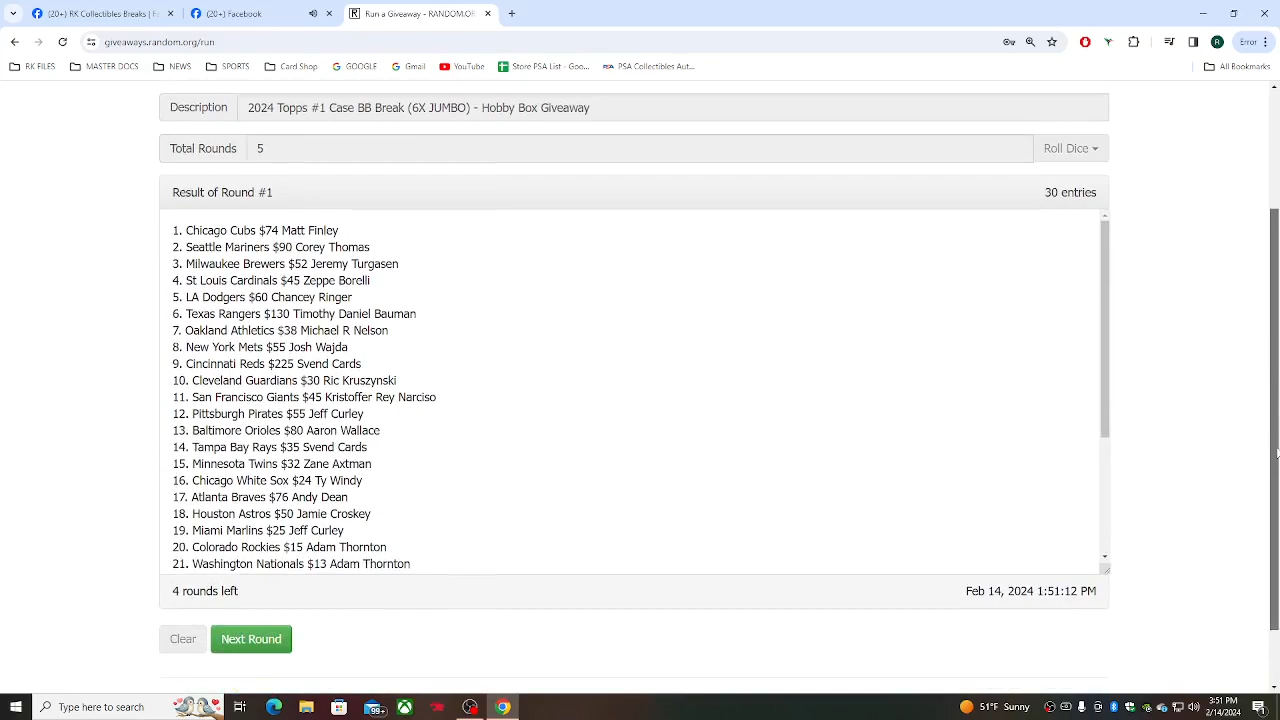 (20+) RK Collectibles Breaks |
(20+) Facebook
Run a Giveaway - RANDOM.OR
giveaways.random.org/run
Error
RK FILES
MASTER DOCS
NEWS
SPORTS
Card Shop
GOOGLE
Gmail
YouTube
Store PSA List - Goo...
PSA Collectibles Aut...
All Bookmarks
Description 2024 Topps #1 Case BB Break (6X JUMBO) - Hobby Box Giveaway
Total Rounds 5 Roll Dice
Result of Round #1 30 entries
1. Chicago Cubs $74 Matt Finley
2. Seattle Mariners $90 Corey Thomas
3. Milwaukee Brewers $52 Jeremy Turgasen
4. St Louis Cardinals $45 Zeppe Borelli
5. LA Dodgers $60 Chancey Ringer
6. Texas Rangers $130 Timothy Daniel Bauman
7. Oakland Athletics $38 Michael R Nelson
8. New York Mets $55 Josh Wajda
9. Cincinnati Reds $225 Svend Cards
10. Cleveland Guardians $30 Ric Kruszynski
11. San Francisco Giants $45 Kristoffer Rey Narciso
12. Pittsburgh Pirates $55 Jeff Curley
13. Baltimore Orioles $80 Aaron Wallace
14. Tampa Bay Rays $35 Svend Cards
15. Minnesota Twins $32 Zane Axtman
16. Chicago White Sox $24 Ty Windy
17. Atlanta Braves $76 Andy Dean
18. Houston Astros $50 Jamie Croskey
19. Miami Marlins $25 Jeff Curley
20. Colorado Rockies $15 Adam Thornton
21. Washington Nationals $13 Adam Thornton
4 rounds left Feb 14, 2024 1:51:12 PM
Clear Next Round
Type here to search
51°F Sunny
3:51 PM
2/14/2024